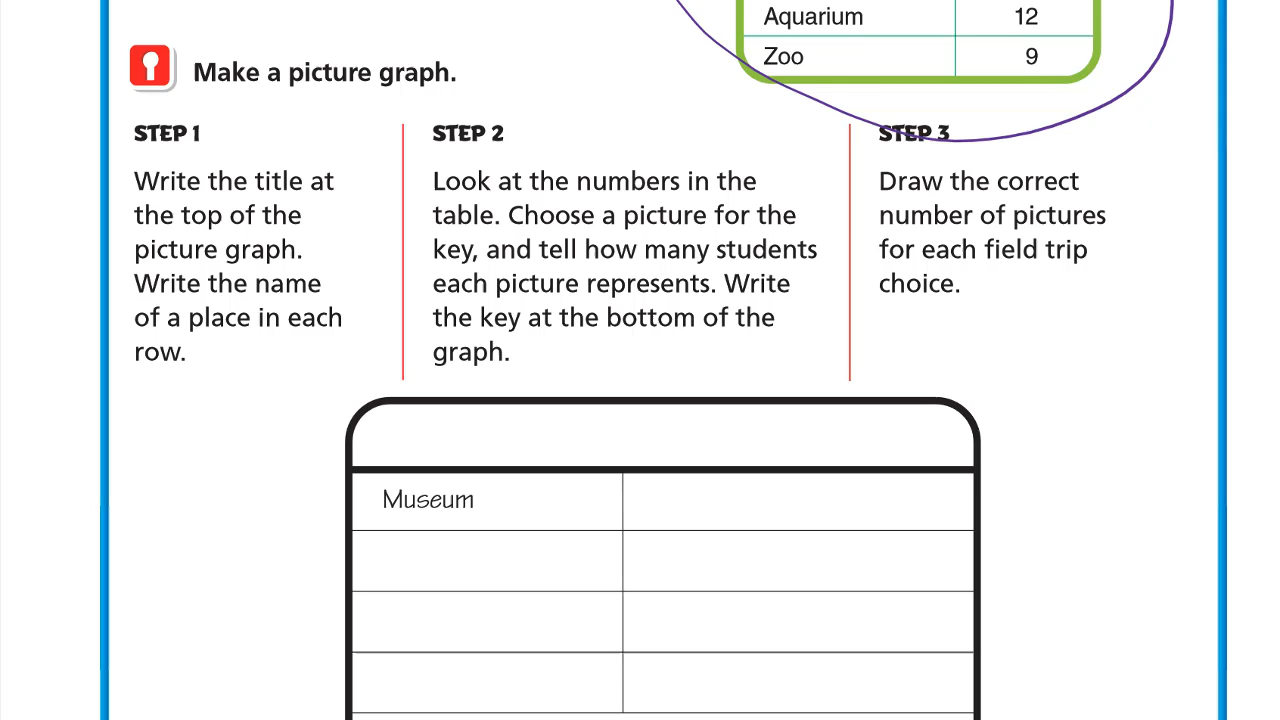 Aquarium 12
Zoo 9
Make a picture graph.
STEP 1
Write the title at
the top of the
picture graph.
Write the name
of a place in each
row.
STEP 2
Look at the numbers in the
table. Choose a picture for the
key, and tell how many students
each picture represents. Write
the key at the bottom of the
graph.
STEP 3
Draw the correct
number of pictures
for each field trip
choice.
Museum